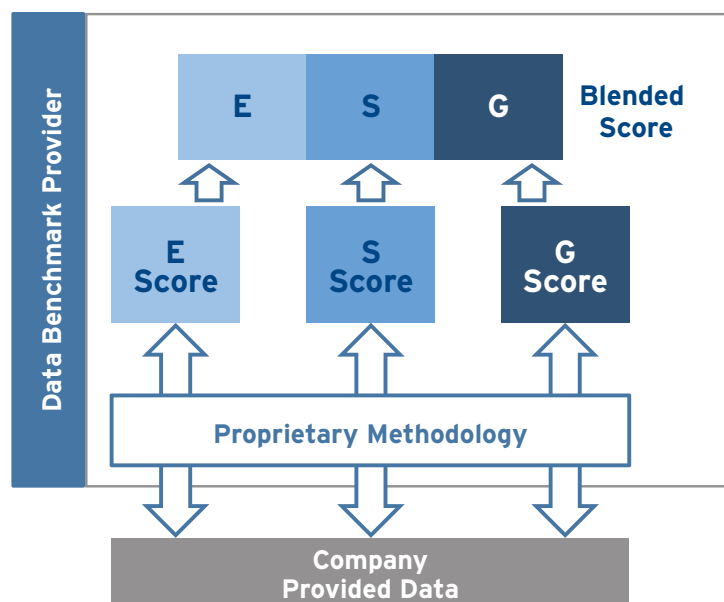 Data Benchmark Provider
E
S
G
Blended
Score
E
Score
S
Score
G
Score
Proprietary Methodology
Company
Provided Data